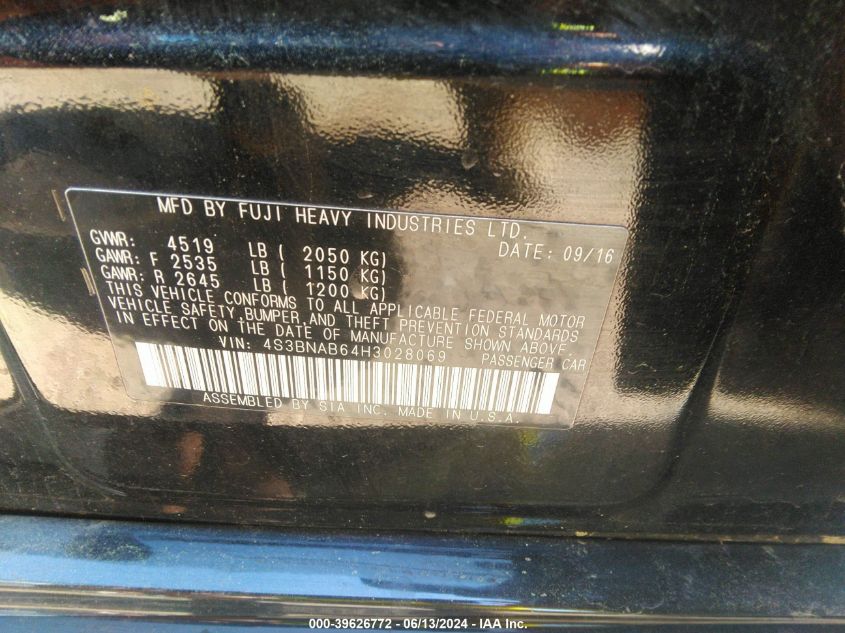 MFD BY FUJI HEAVY INDUSTRIES LTD.
GVWR: 4519 LB ( 2050 KG) DATE: 09/16
GAWR: F 2535 LB ( 1150 KG)
GAWR: R 2645 LB ( 1200 KG)
THIS VEHICLE CONFORMS TO ALL APPLICABLE FEDERAL MOTOR
VEHICLE SAFETY, BUMPER, AND THEFT PREVENTION STANDARDS
IN EFFECT ON THE DATE OF MANUFACTURE SHOWN ABOVE.
VIN: 4S3BNAB64H3028069 PASSENGER CAR
ASSEMBLED BY SIA INC. MADE IN U.S.A.
000-39626772 - 06/13/2024 - IAA Inc.